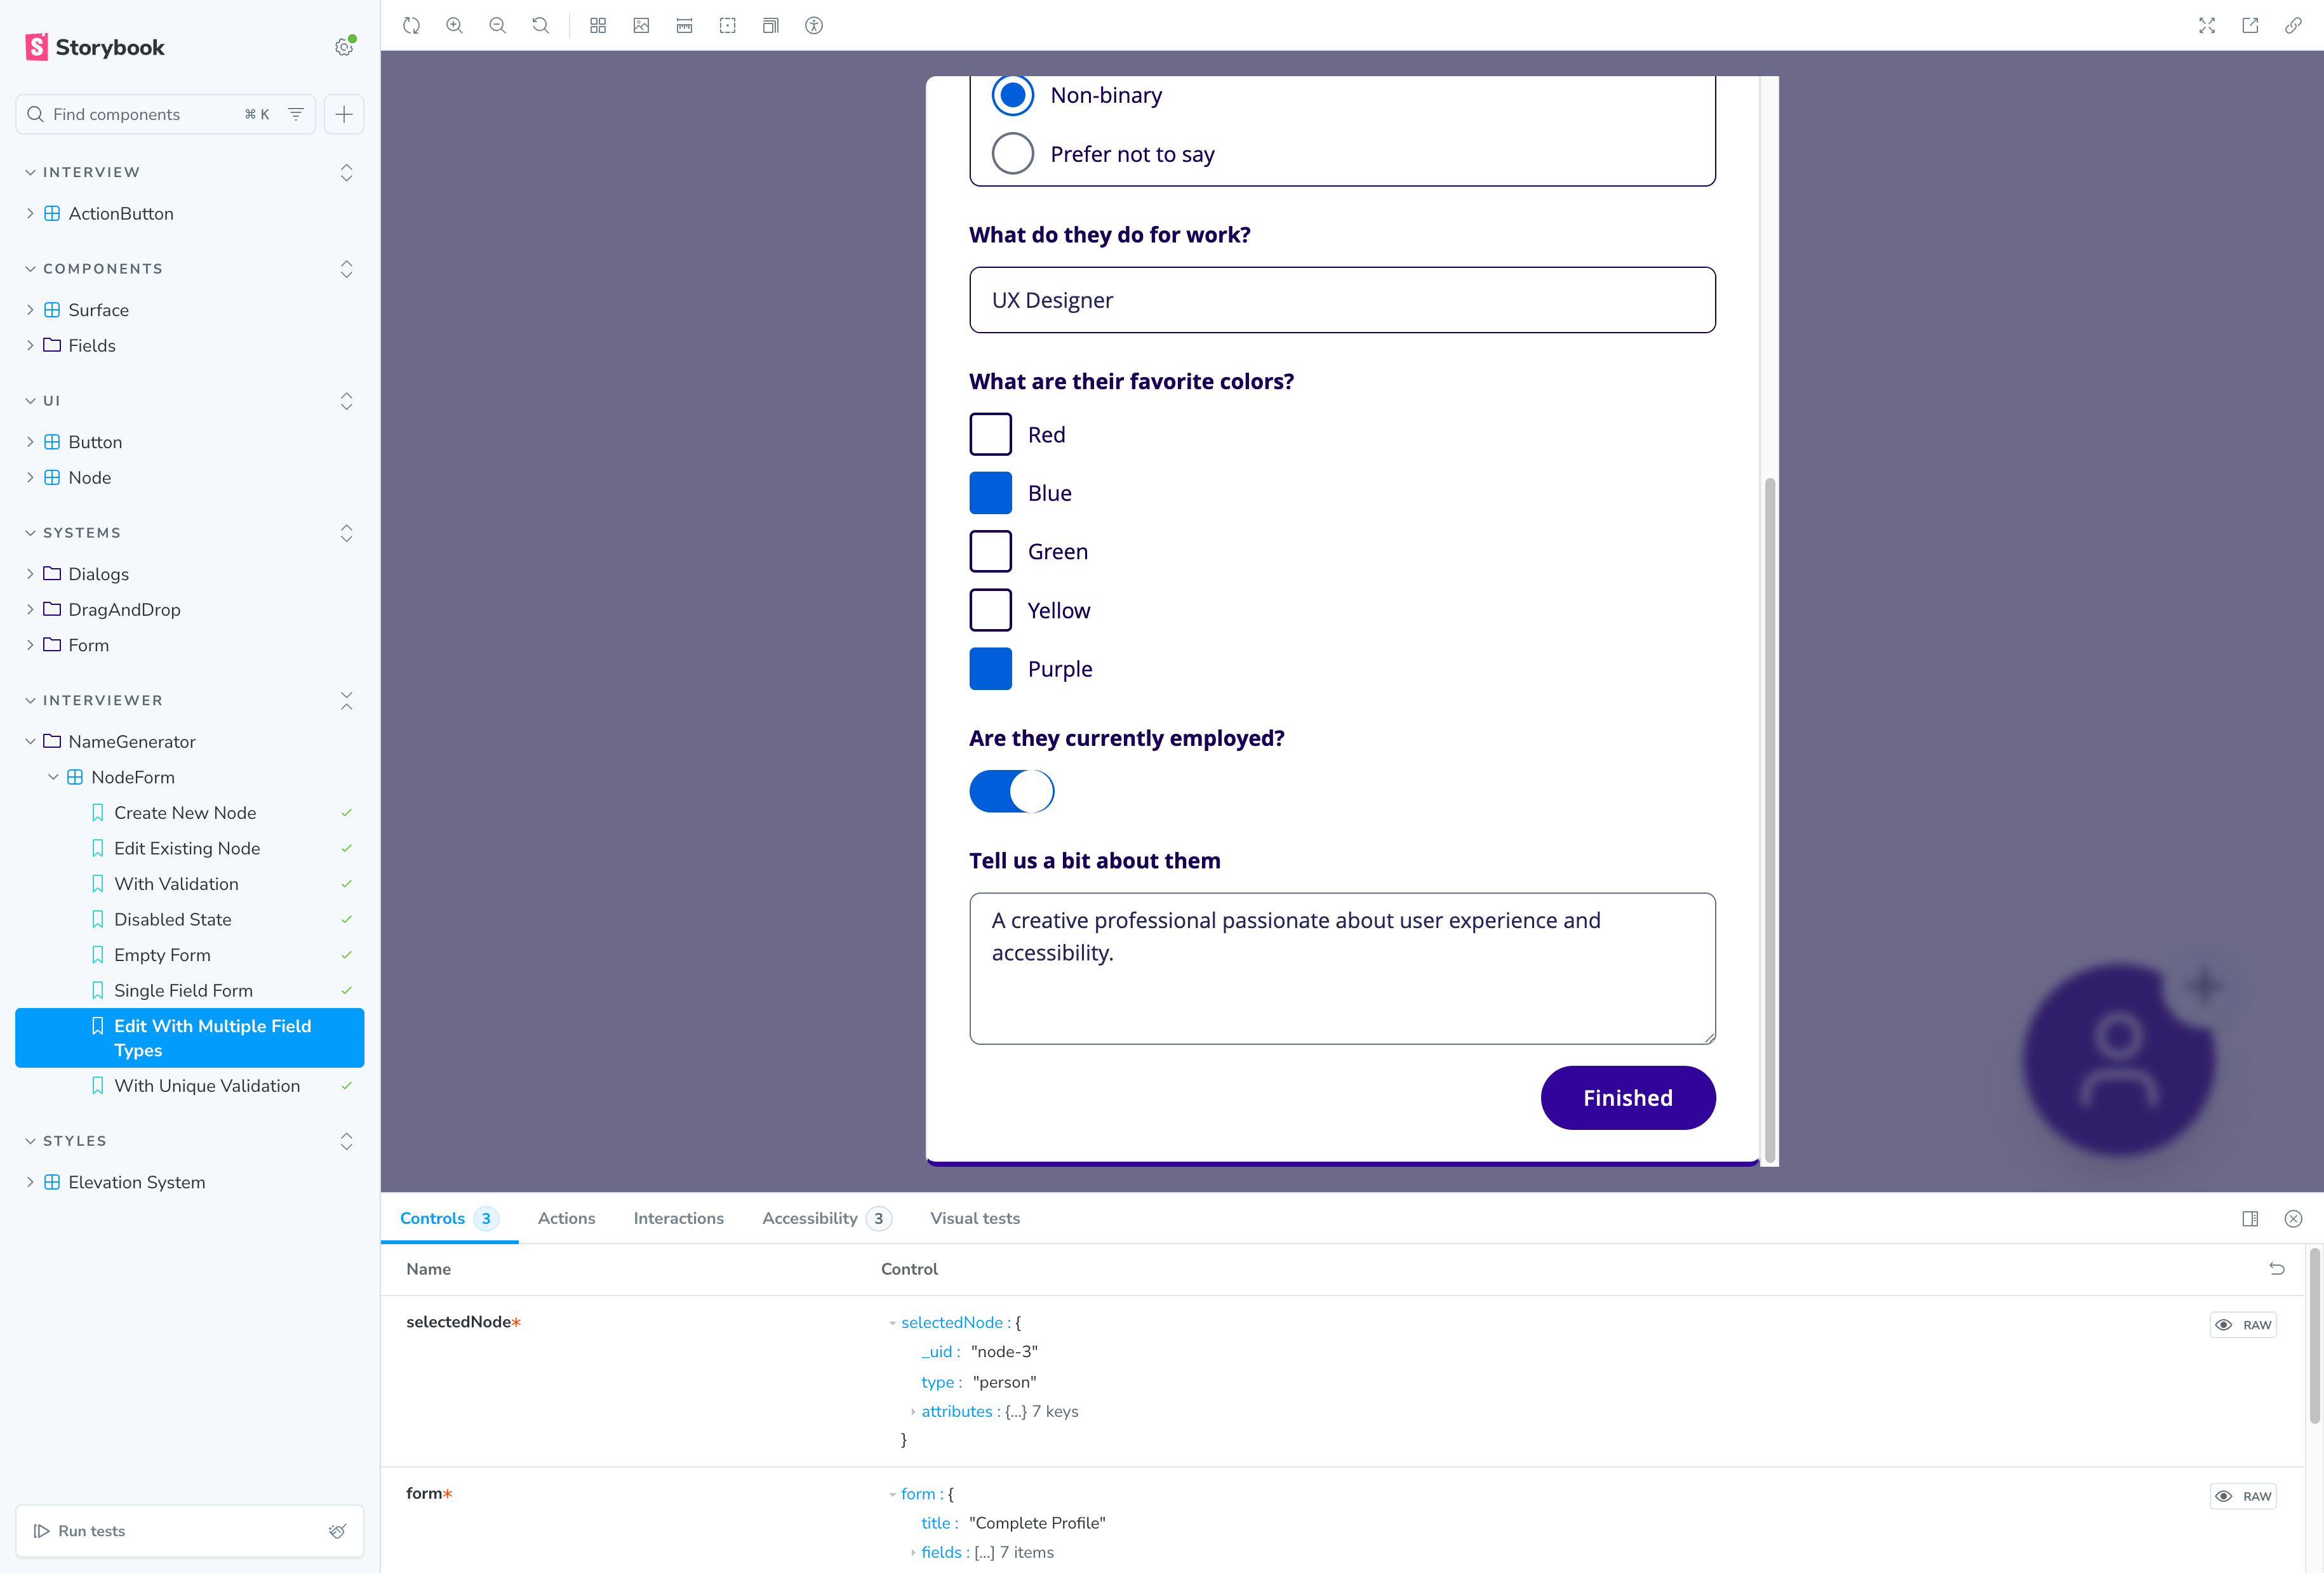 Storybook
Find components
⌘ K
INTERVIEW
ActionButton
COMPONENTS
Surface
Fields
UI
Button
Node
SYSTEMS
Dialogs
DragAndDrop
Form
INTERVIEWER
NameGenerator
NodeForm
Create New Node
Edit Existing Node
With Validation
Disabled State
Empty Form
Single Field Form
Edit With Multiple Field
Types
With Unique Validation
STYLES
Elevation System
Run tests
Non-binary
Prefer not to say
What do they do for work?
UX Designer
What are their favorite colors?
Red
Blue
Green
Yellow
Purple
Are they currently employed?
Tell us a bit about them
A creative professional passionate about user experience and
accessibility.
Finished
Controls 3 Actions Interactions Accessibility 3 Visual tests
Name Control
selectedNode* selectedNode : { RAW
_uid : "node-3"
type : "person"
attributes : {...} 7 keys
}
form* form : { RAW
title : "Complete Profile"
fields : [...] 7 items